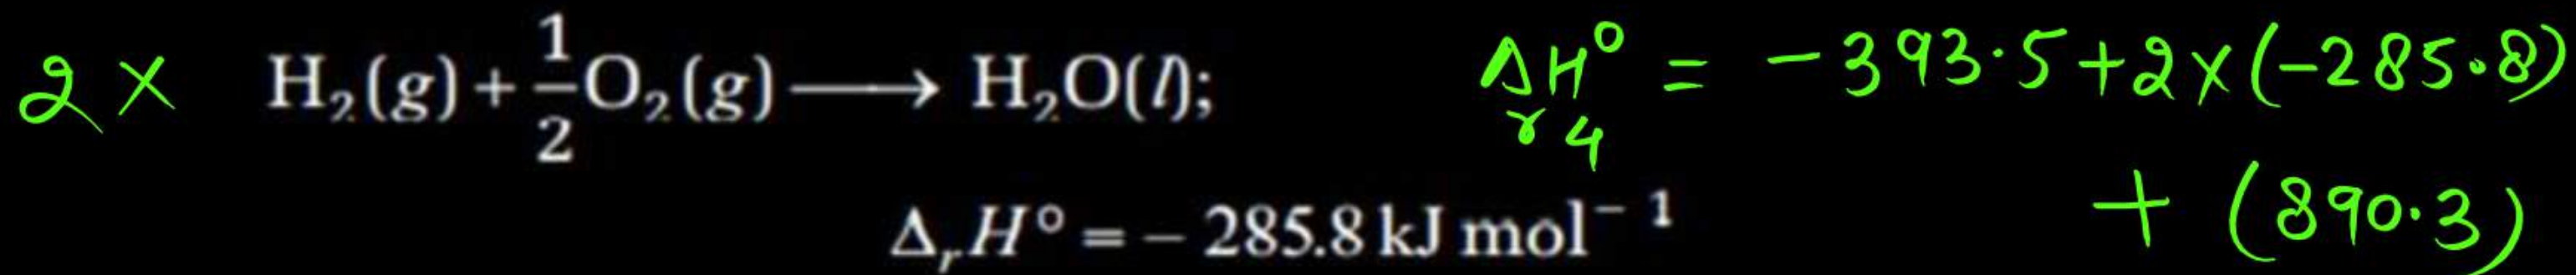 2 × H₂(g) + 1/2 O₂(g) ⟶ H₂O(l); ΔH°r4 = -393.5 + 2 × (-285.8)
ΔᵣH° = – 285.8 kJ mol⁻¹ + (890.3)